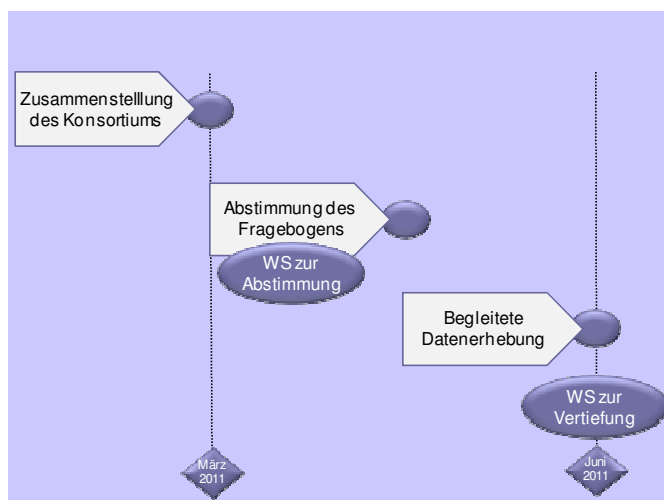 Zusammenstelllung
des Konsortiums
Abstimmung des
Fragebogens
WS zur
Abstimmung
Begleitete
Datenerhebung
WS zur
Vertiefung
März
2011
Juni
2011